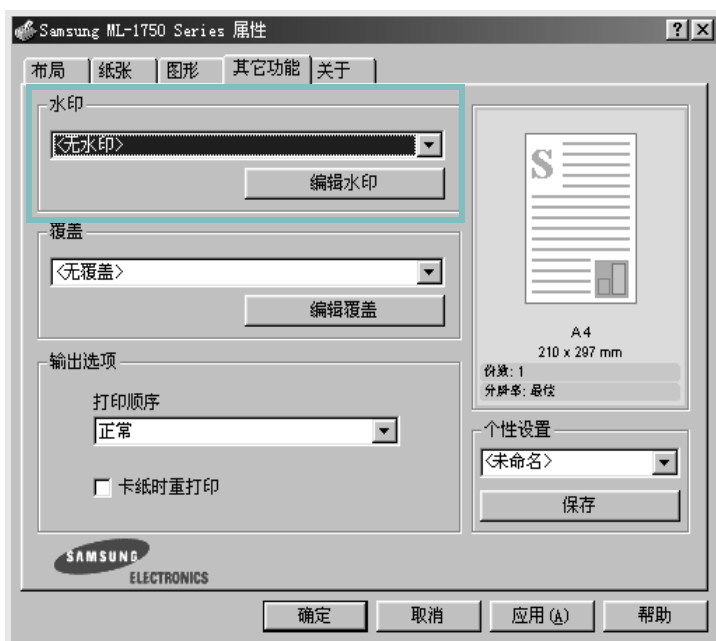 Samsung ML-1750 Series 属性
布局 纸张 图形 其它功能 关于
水印
<无水印>
编辑水印
覆盖
<无覆盖>
编辑覆盖
输出选项
打印顺序
正常
卡纸时重打印
S
A4
210 x 297 mm
份数: 1
分辨率: 最佳
个性设置
<未命名>
保存
SAMSUNG
ELECTRONICS
确定 取消 应用(A) 帮助